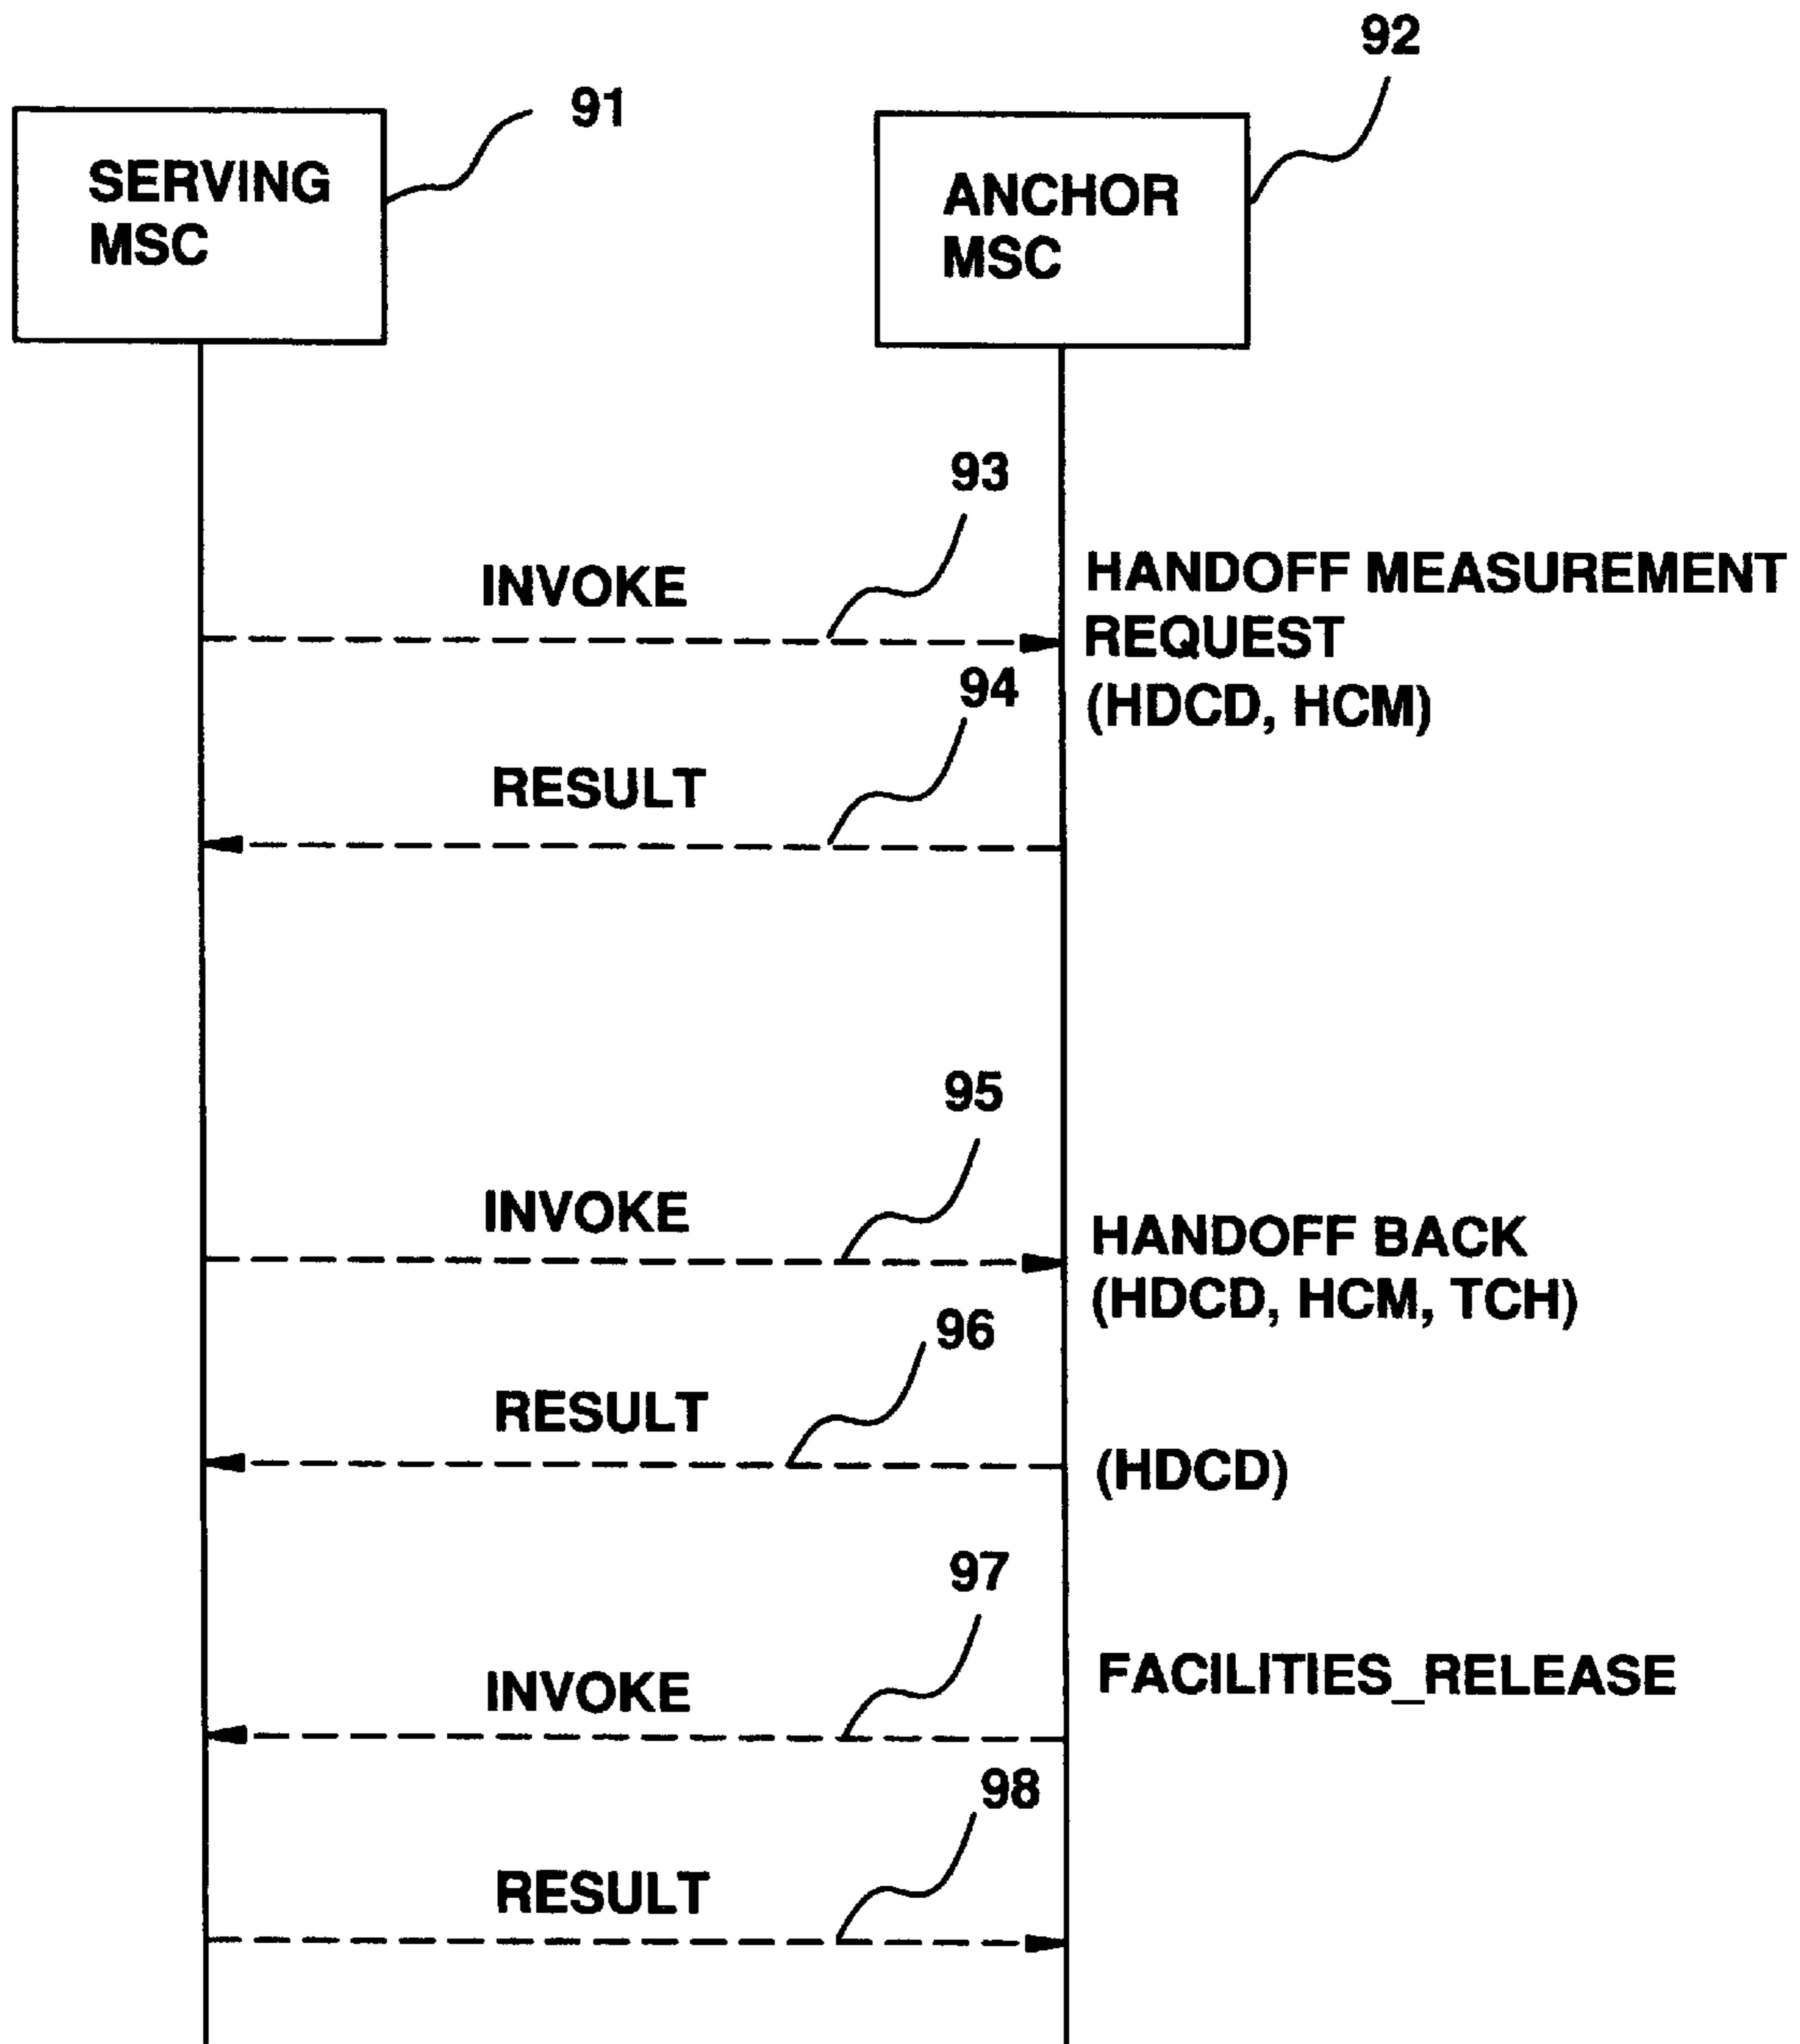 92
91
SERVING
MSC
ANCHOR
MSC
93
INVOKE
HANDOFF MEASUREMENT
REQUEST
(HDCD, HCM)
94
RESULT
95
INVOKE
HANDOFF BACK
(HDCD, HCM, TCH)
96
RESULT
(HDCD)
97
INVOKE
FACILITIES_RELEASE
98
RESULT